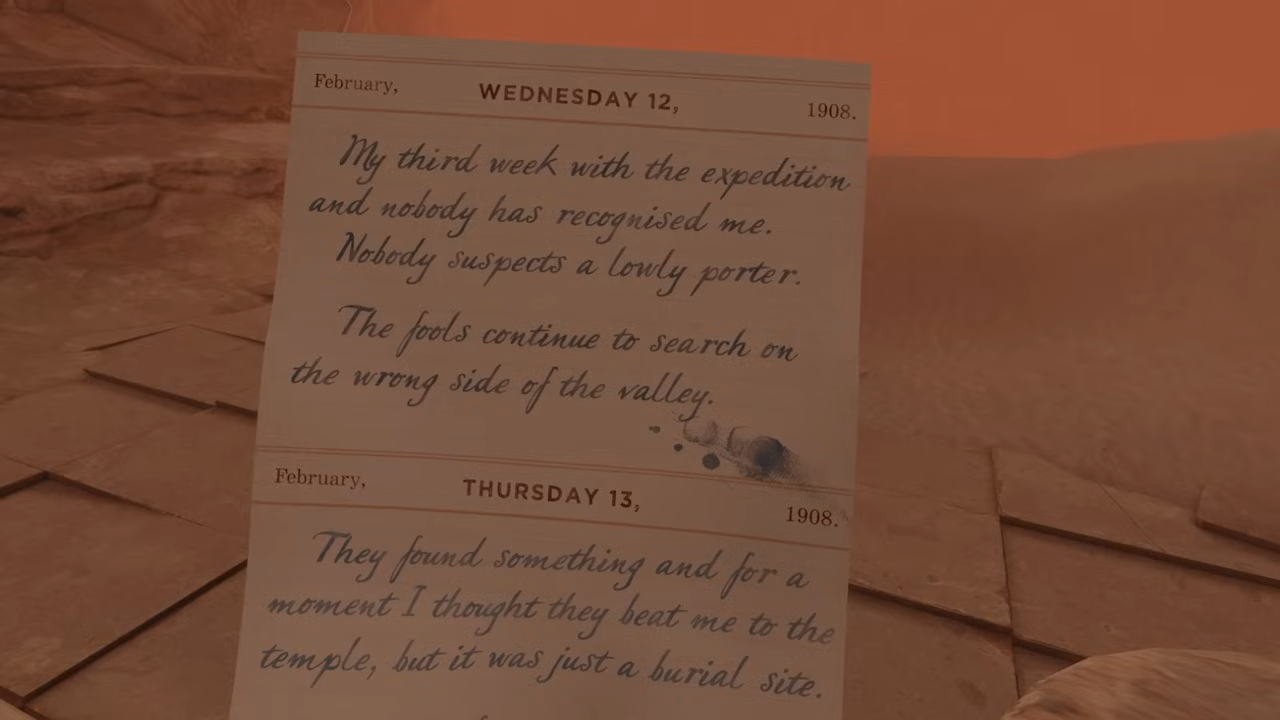 February, WEDNESDAY 12, 1908.
My third week with the expedition
and nobody has recognised me.
Nobody suspects a lowly porter.
The fools continue to search on
the wrong side of the valley.
February, THURSDAY 13, 1908.
They found something and for a
moment I thought they beat me to the
temple, but it was just a burial site.